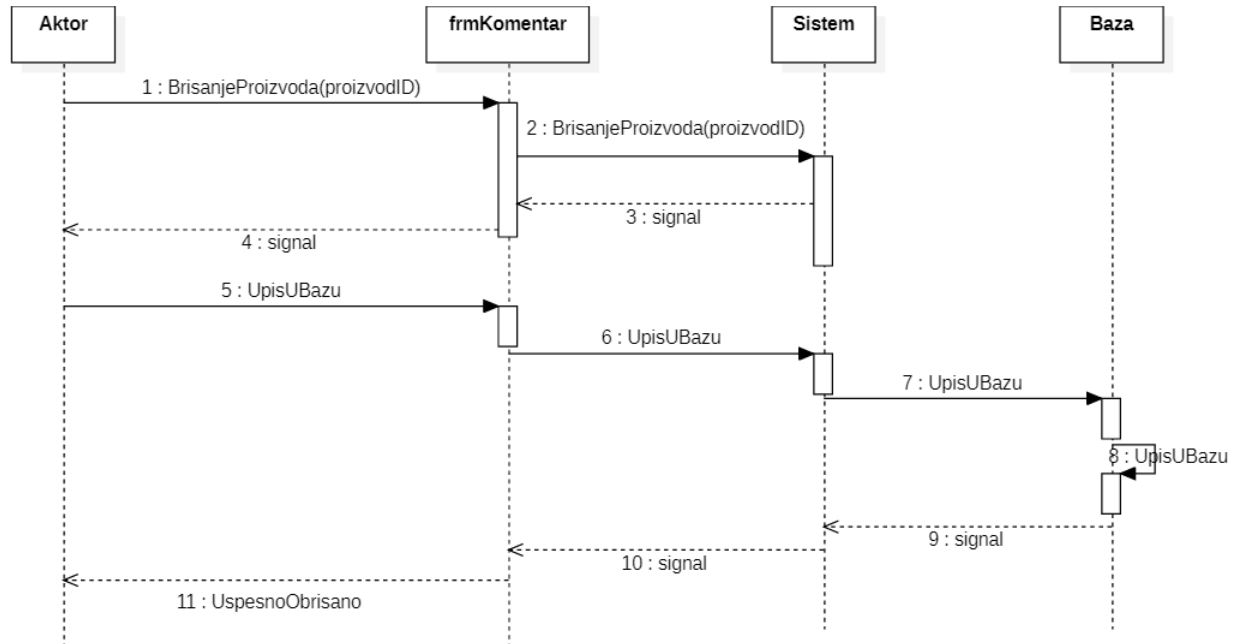 Aktor
frmKomentar
Sistem
Baza
1 : BrisanjeProizvoda(proizvodID)
2 : BrisanjeProizvoda(proizvodID)
3 : signal
4 : signal
5 : UpisUBazu
6 : UpisUBazu
7 : UpisUBazu
8 : UpisUBazu
9 : signal
10 : signal
11 : UspesnoObrisano